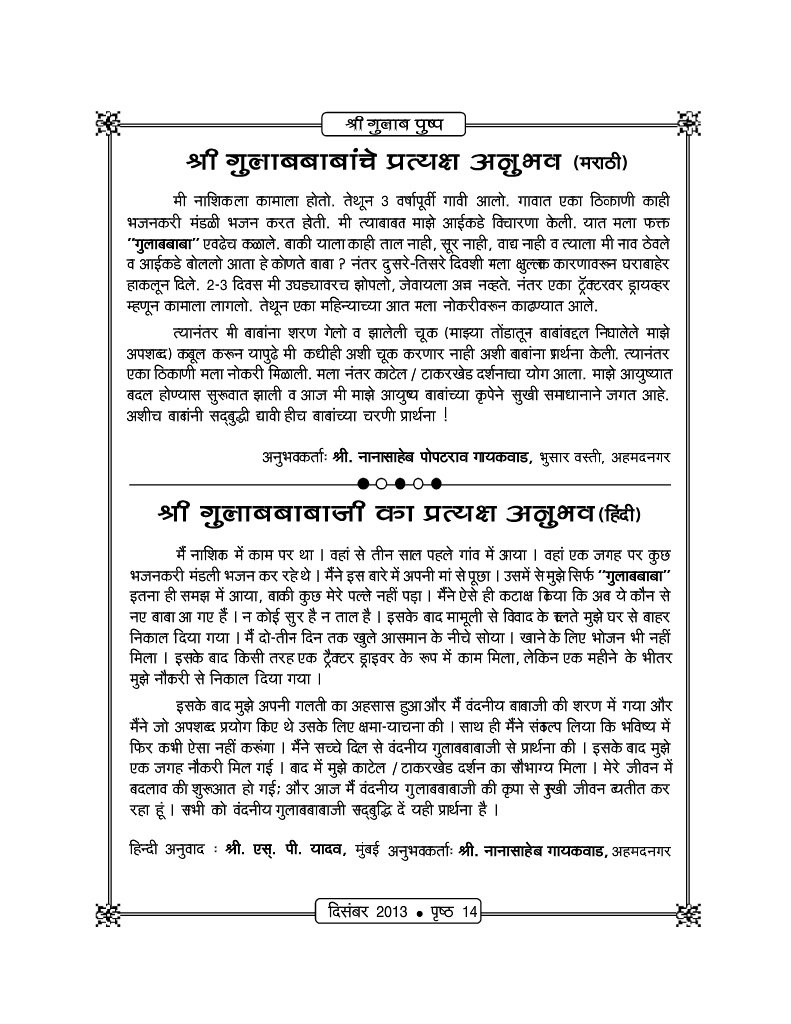 श्री गुलाब पुष्प
श्री गुलाबबाबांचे प्रत्यक्ष अनुभव (मराठी)
मी नाशिकला कामाला होतो. तेथून 3 वर्षापूर्वी गावी आलो. गावात एका ठिकाणी काही
भजनकरी मंडळी भजन करत होती. मी त्याबाबत माझे आईकडे विचारणा केली. यात मला फक्त
"गुलाबबाबा" एवढेच कळाले. बाकी याला काही ताल नाही, सूर नाही, वाद्य नाही व त्याला मी नाव ठेवले
व आईकडे बोललो आता हे कोणते बाबा ? नंतर दुसरे-तिसरे दिवशी मला क्षुल्लक कारणावरून घराबाहेर
हाकलून दिले. 2-3 दिवस मी उघड्यावरच झोपलो, जेवायला अन्न नव्हते. नंतर एका ट्रॅक्टरवर ड्रायव्हर
म्हणून कामाला लागलो. तेथून एका महिन्याच्या आत मला नोकरीवरून काढण्यात आले.
त्यानंतर मी बाबांना शरण गेलो व झालेली चूक (माझ्या तोंडातून बाबांबद्दल निघालेले माझे
अपशब्द) कबूल करून यापुढे मी कधीही अशी चूक करणार नाही अशी बाबांना प्रार्थना केली. त्यानंतर
एका ठिकाणी मला नोकरी मिळाली. मला नंतर काटेल / टाकरखेड दर्शनाचा योग आला. माझे आयुष्यात
बदल होण्यास सुरूवात झाली व आज मी माझे आयुष्य बाबांच्या कृपेने सुखी समाधानाने जगत आहे.
अशीच बाबांनी सद्‌बुद्धी द्यावी हीच बाबांच्या चरणी प्रार्थना !
अनुभवकर्ताः श्री. नानासाहेब पोपटराव गायकवाड, भुसार वस्ती, अहमदनगर
श्री गुलाबबाबाजी का प्रत्यक्ष अनुभव (हिंदी)
मैं नाशिक में काम पर था । वहां से तीन साल पहले गांव में आया । वहां एक जगह पर कुछ
भजनकरी मंडली भजन कर रहे थे । मैंने इस बारे में अपनी मां से पूछा । उसमें से मुझे सिर्फ "गुलाबबाबा"
इतना ही समझ में आया, बाकी कुछ मेरे पल्ले नहीं पड़ा । मैंने ऐसे ही कटाक्ष किया कि अब ये कौन से
नए बाबा आ गए हैं । न कोई सुर है न ताल है । इसके बाद मामूली से विवाद के चलते मुझे घर से बाहर
निकाल दिया गया । मैं दो-तीन दिन तक खुले आसमान के नीचे सोया । खाने के लिए भोजन भी नहीं
मिला । इसके बाद किसी तरह एक ट्रैक्टर ड्राइवर के रूप में काम मिला, लेकिन एक महीने के भीतर
मुझे नौकरी से निकाल दिया गया ।
इसके बाद मुझे अपनी गलती का अहसास हुआ और मैं वंदनीय बाबाजी की शरण में गया और
मैंने जो अपशब्द प्रयोग किए थे उसके लिए क्षमा-याचना की । साथ ही मैंने संकल्प लिया कि भविष्य में
फिर कभी ऐसा नहीं करूंगा । मैंने सच्चे दिल से वंदनीय गुलाबबाबाजी से प्रार्थना की । इसके बाद मुझे
एक जगह नौकरी मिल गई । बाद में मुझे काटेल / टाकरखेड दर्शन का सौभाग्य मिला । मेरे जीवन में
बदलाव की शुरूआत हो गई; और आज मैं वंदनीय गुलाबबाबाजी की कृपा से सुखी जीवन ब्यतीत कर
रहा हूं । सभी को वंदनीय गुलाबबाबाजी सद्‌बुद्धि दें यही प्रार्थना है ।
हिन्दी अनुवाद : श्री. एस्. पी. यादव, मुंबई अनुभवकर्ताः श्री. नानासाहेब गायकवाड, अहमदनगर
दिसंबर 2013 ● पृष्ठ 14